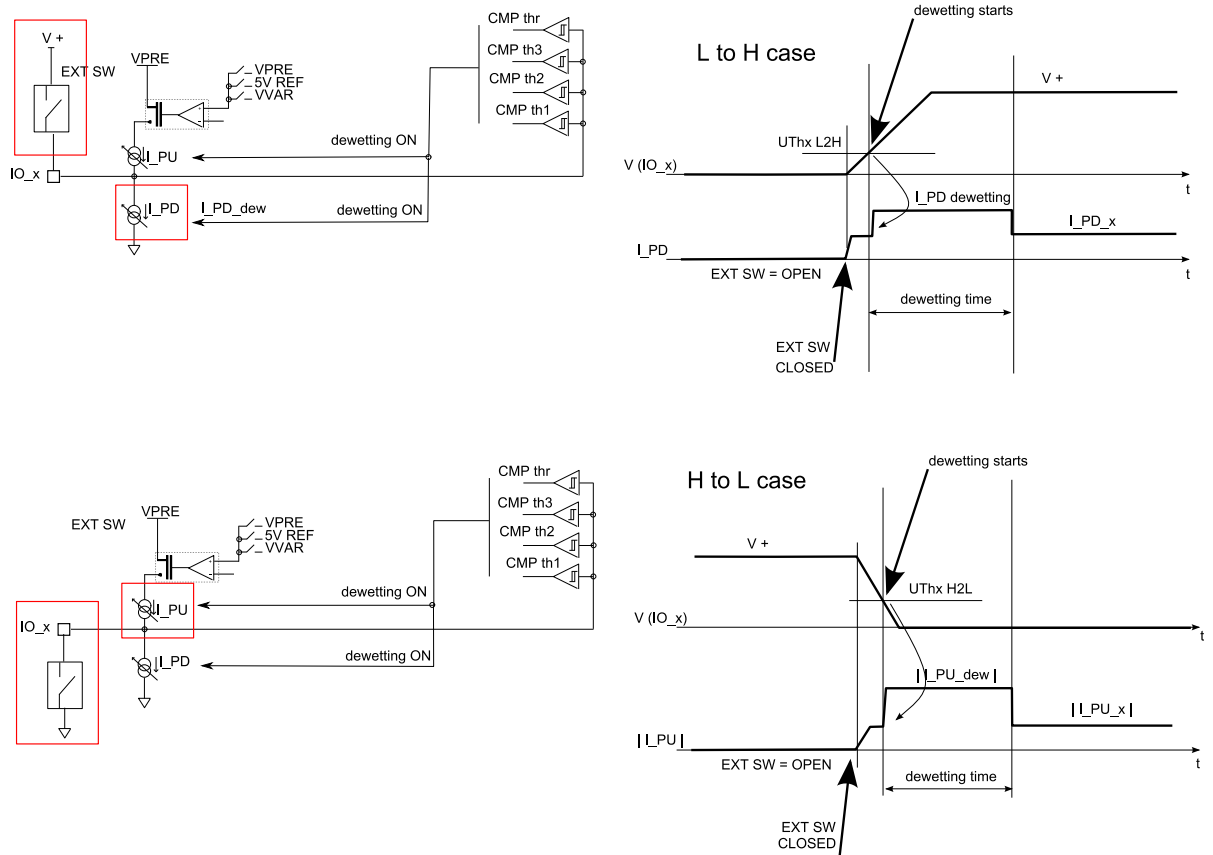 V +
EXT SW
VPRE
VPRE
5V REF
VVAR
CMP thr
CMP th3
CMP th2
CMP th1
dewetting ON
I_PU
IO_x
I_PD
I_PD_dew
dewetting ON
dewetting starts
L to H case
V +
UThx L2H
V (IO_x)
t
I_PD dewetting
I_PD_x
I_PD
EXT SW = OPEN
t
dewetting time
EXT SW
CLOSED
EXT SW
VPRE
VPRE
5V REF
VVAR
CMP thr
CMP th3
CMP th2
CMP th1
dewetting ON
I_PU
IO_x
I_PD
dewetting ON
dewetting starts
H to L case
V +
UThx H2L
V (IO_x)
t
| I_PU_dew |
| I_PU_x |
| I_PU |
EXT SW = OPEN
t
dewetting time
EXT SW
CLOSED